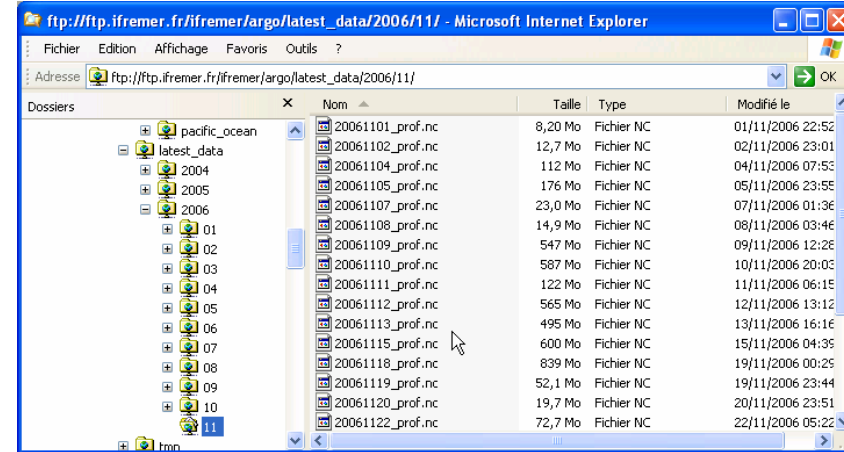 ftp://ftp.ifremer.fr/ifremer/argo/latest_data/2006/11/ - Microsoft Internet Explorer
Fichier Edition Affichage Favoris Outils ?
Adresse ftp://ftp.ifremer.fr/ifremer/argo/latest_data/2006/11/ OK
Dossiers × Nom Taille Type Modifié le
pacific_ocean
latest_data
2004
2005
2006
01
02
03
04
05
06
07
08
09
10
11
tmp
20061101_prof.nc 8,20 Mo Fichier NC 01/11/2006 22:52
20061102_prof.nc 12,7 Mo Fichier NC 02/11/2006 23:01
20061104_prof.nc 112 Mo Fichier NC 04/11/2006 07:53
20061105_prof.nc 176 Mo Fichier NC 05/11/2006 23:55
20061107_prof.nc 23,0 Mo Fichier NC 07/11/2006 01:36
20061108_prof.nc 14,9 Mo Fichier NC 08/11/2006 03:46
20061109_prof.nc 547 Mo Fichier NC 09/11/2006 12:28
20061110_prof.nc 587 Mo Fichier NC 10/11/2006 20:03
20061111_prof.nc 122 Mo Fichier NC 11/11/2006 06:15
20061112_prof.nc 565 Mo Fichier NC 12/11/2006 13:12
20061113_prof.nc 495 Mo Fichier NC 13/11/2006 16:16
20061115_prof.nc 600 Mo Fichier NC 15/11/2006 04:39
20061118_prof.nc 839 Mo Fichier NC 19/11/2006 00:29
20061119_prof.nc 52,1 Mo Fichier NC 19/11/2006 23:44
20061120_prof.nc 19,7 Mo Fichier NC 20/11/2006 23:51
20061122_prof.nc 72,7 Mo Fichier NC 22/11/2006 05:22